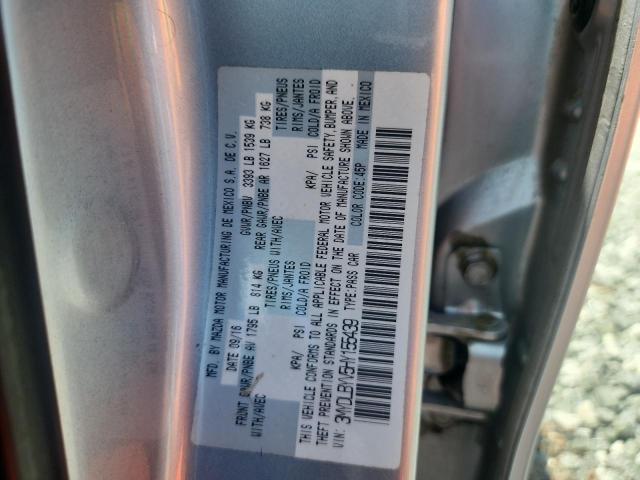 MFD. BY MAZDA MOTOR MANUFACTURING DE MEXICO S.A. DE C.V.
DATE 09/16 GVWR/PNBV 3393 LB 1539 KG
FRONT GAWR/PNBE AV 1795 LB 814 KG REAR GAWR/PNBE AR 1627 LB 738 KG
WITH/AVEC TIRES/PNEUS WITH/AVEC TIRES/PNEUS
RIMS/JANTES RIMS/JANTES
KPA/ PSI COLD/A FROID KPA/ PSI COLD/A FROID
THIS VEHICLE CONFORMS TO ALL APPLICABLE FEDERAL MOTOR VEHICLE SAFETY, BUMPER, AND
THEFT PREVENTION STANDARDS IN EFFECT ON THE DATE OF MANUFACTURE SHOWN ABOVE.
VIN: 3MYDLBYV5HY155439 TYPE:PASS CAR COLOR CODE:45P MADE IN MEXICO